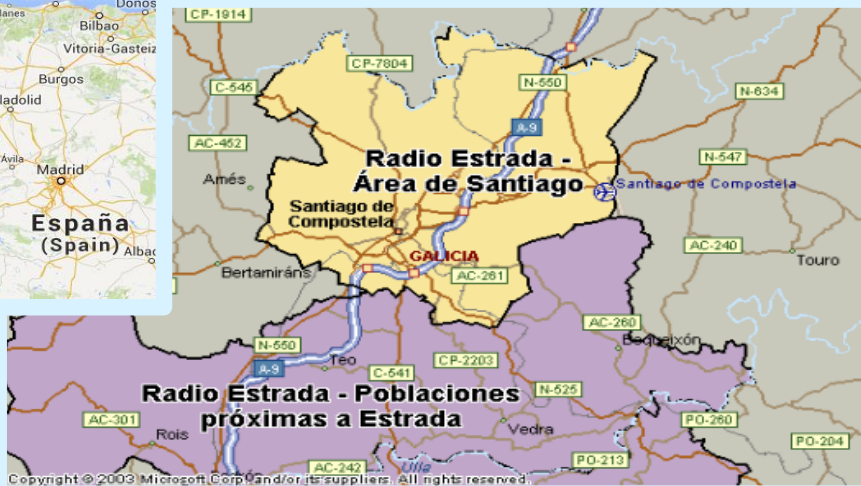 Donos
lanes
Bilbao
Vitoria-Gasteiz
Burgos
ladolid
Ávila
Madrid
España
(Spain)
Albac
CP-1914
CP-7804
C-545
N-550
N-634
A-9
AC-452
N-547
Radio Estrada -
Área de Santiago
Amés
Santiago de Compostela
Santiago de
Compostela
AC-240
GALICIA
Touro
Bertamiráns
AC-261
AC-260
Boqueixón
N-550
Teo
CP-2203
A-9
C-541
N-525
Radio Estrada - Poblaciones
próximas a Estrada
AC-301
PO-260
Vedra
Rois
PO-204
PO-213
AC-242
Ulla
Copyright © 2003 Microsoft Corp. and/or its suppliers. All rights reserved.